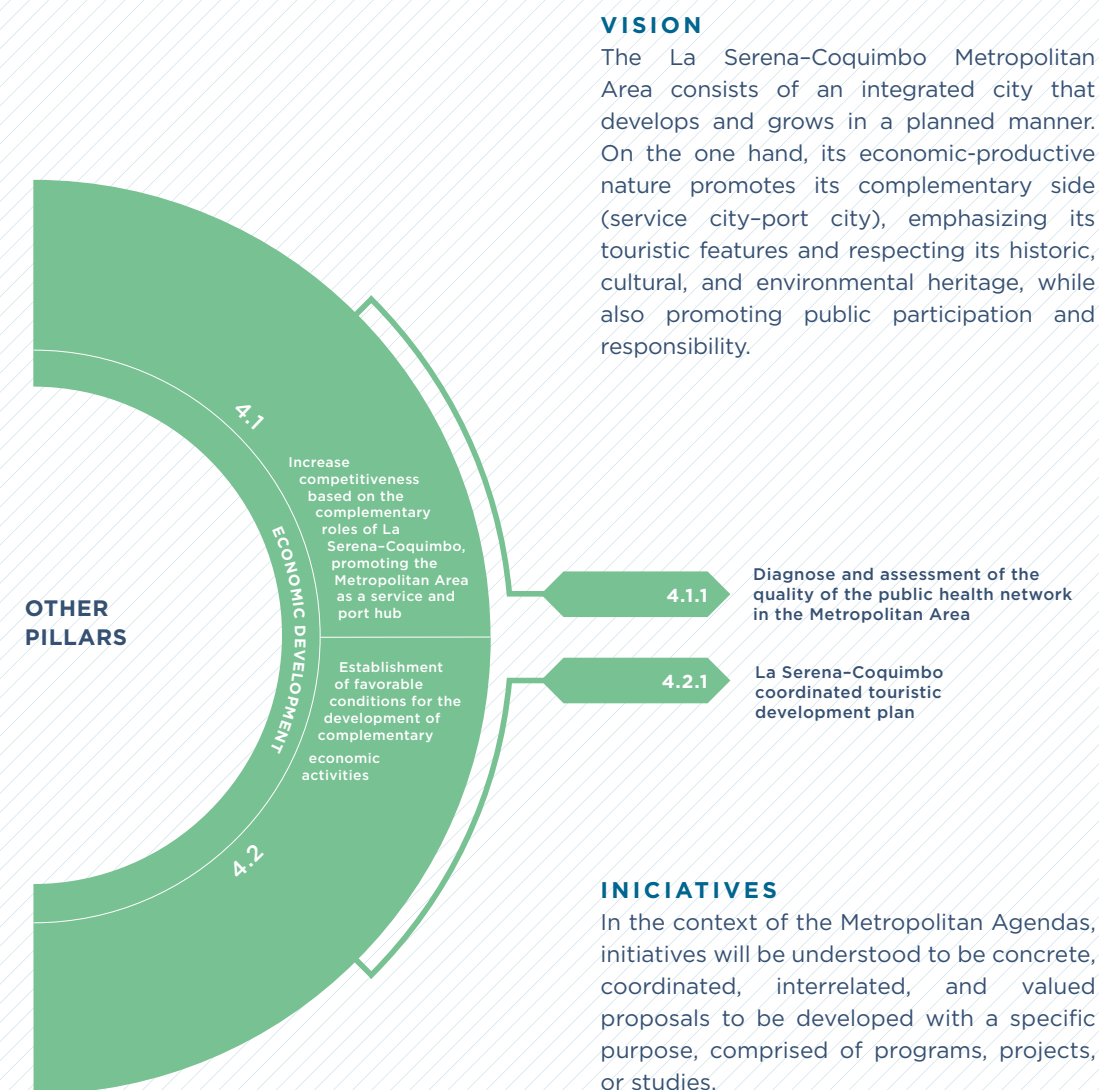 VISION
The La Serena–Coquimbo Metropolitan
Area consists of an integrated city that
develops and grows in a planned manner.
On the one hand, its economic-productive
nature promotes its complementary side
(service city–port city), emphasizing its
touristic features and respecting its historic,
cultural, and environmental heritage, while
also promoting public participation and
responsibility.
OTHER
PILLARS
ECONOMIC DEVELOPMENT
4.1
Increase
competitiveness
based on the
complementary
roles of La
Serena–Coquimbo,
promoting the
Metropolitan Area
as a service and
port hub
4.1.1
Diagnose and assessment of the
quality of the public health network
in the Metropolitan Area
4.2
Establishment
of favorable
conditions for the
development of
complementary
economic
activities
4.2.1
La Serena–Coquimbo
coordinated touristic
development plan
INICIATIVES
In the context of the Metropolitan Agendas,
initiatives will be understood to be concrete,
coordinated, interrelated, and valued
proposals to be developed with a specific
purpose, comprised of programs, projects,
or studies.